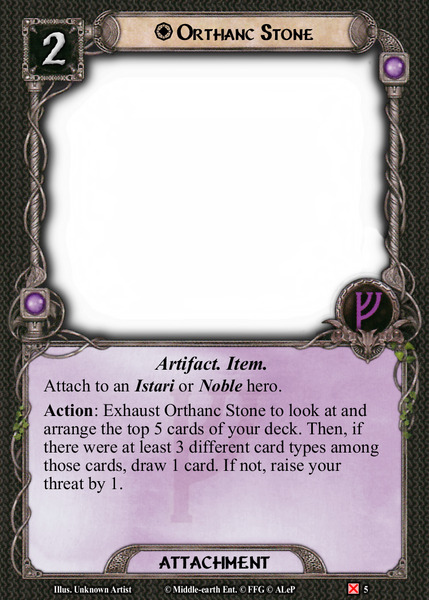 2
Orthanc Stone
Artifact. Item.
Attach to an Istari or Noble hero.
Action: Exhaust Orthanc Stone to look at and
arrange the top 5 cards of your deck. Then, if
there were at least 3 different card types among
those cards, draw 1 card. If not, raise your
threat by 1.
ATTACHMENT
Illus. Unknown Artist © Middle-earth Ent. © FFG © ALeP 5